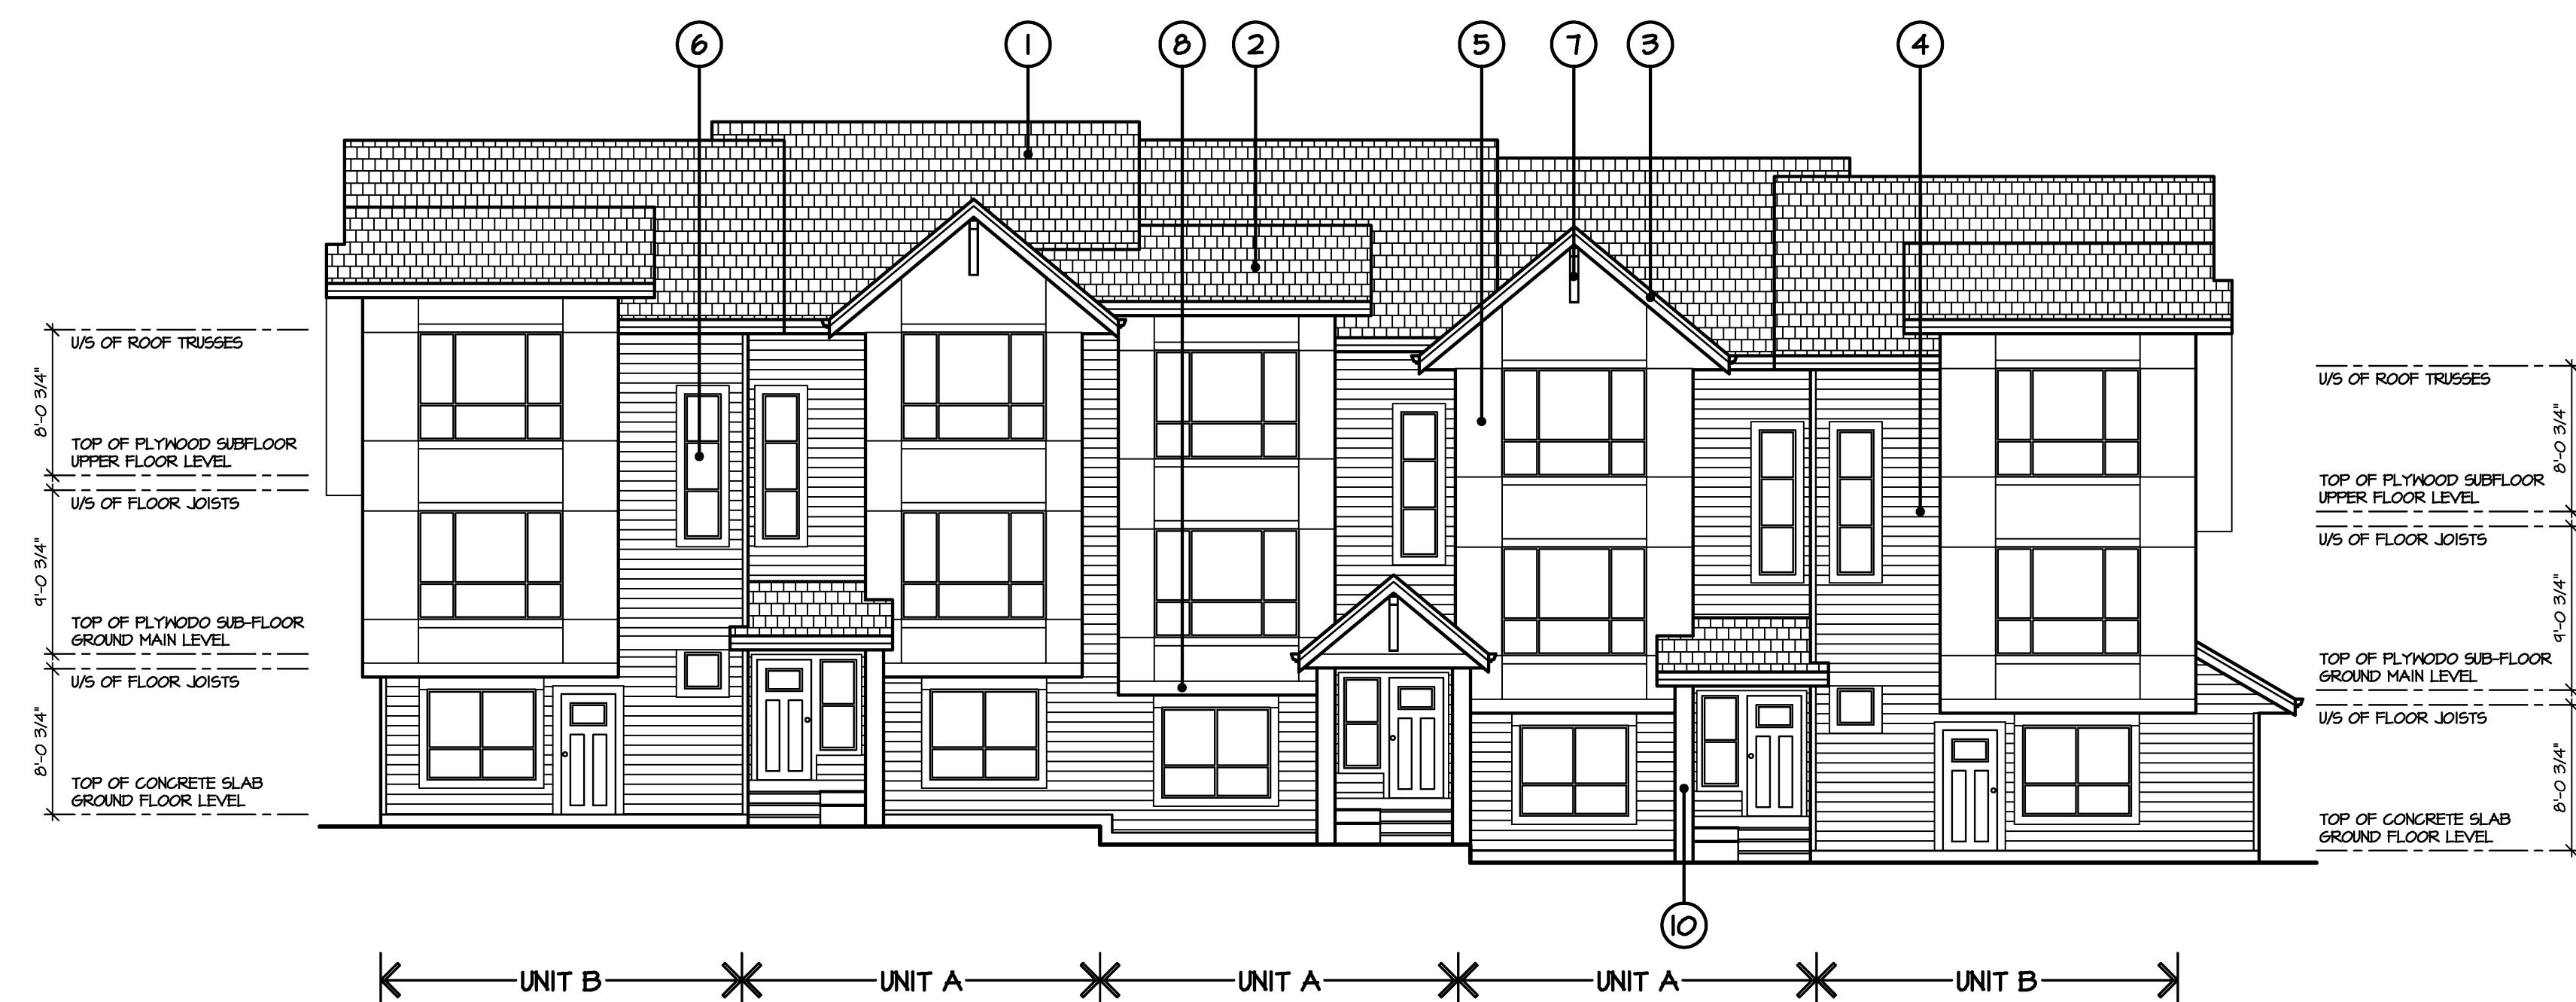 6 1 8 2 5 7 3 4
U/S OF ROOF TRUSSES
8'-0 3/4"
TOP OF PLYWOOD SUBFLOOR
UPPER FLOOR LEVEL
U/S OF FLOOR JOISTS
9'-0 3/4"
TOP OF PLYWODO SUB-FLOOR
GROUND MAIN LEVEL
U/S OF FLOOR JOISTS
8'-0 3/4"
TOP OF CONCRETE SLAB
GROUND FLOOR LEVEL
U/S OF ROOF TRUSSES
8'-0 3/4"
TOP OF PLYWOOD SUBFLOOR
UPPER FLOOR LEVEL
U/S OF FLOOR JOISTS
9'-0 3/4"
TOP OF PLYWODO SUB-FLOOR
GROUND MAIN LEVEL
U/S OF FLOOR JOISTS
8'-0 3/4"
TOP OF CONCRETE SLAB
GROUND FLOOR LEVEL
10
UNIT B UNIT A UNIT A UNIT A UNIT B